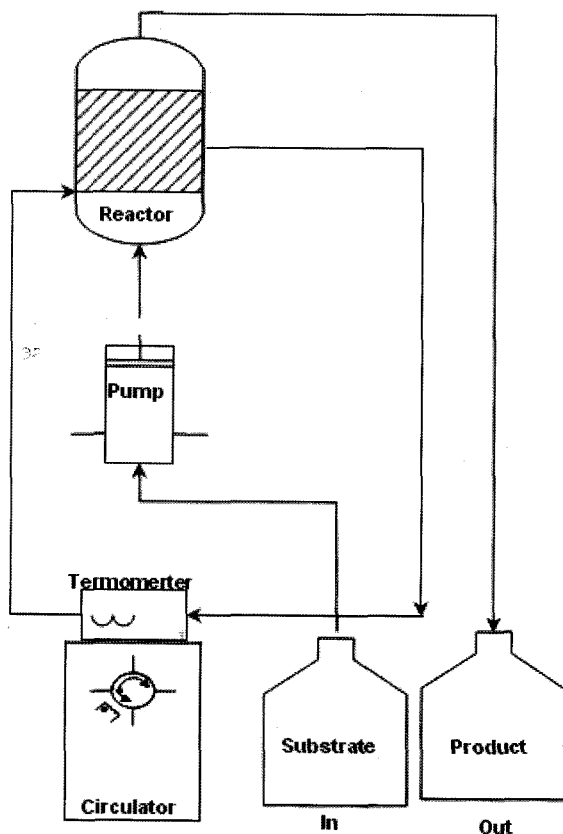 Reactor
Pump
Termomerter
Substrate
Product
Circulator
In
Out